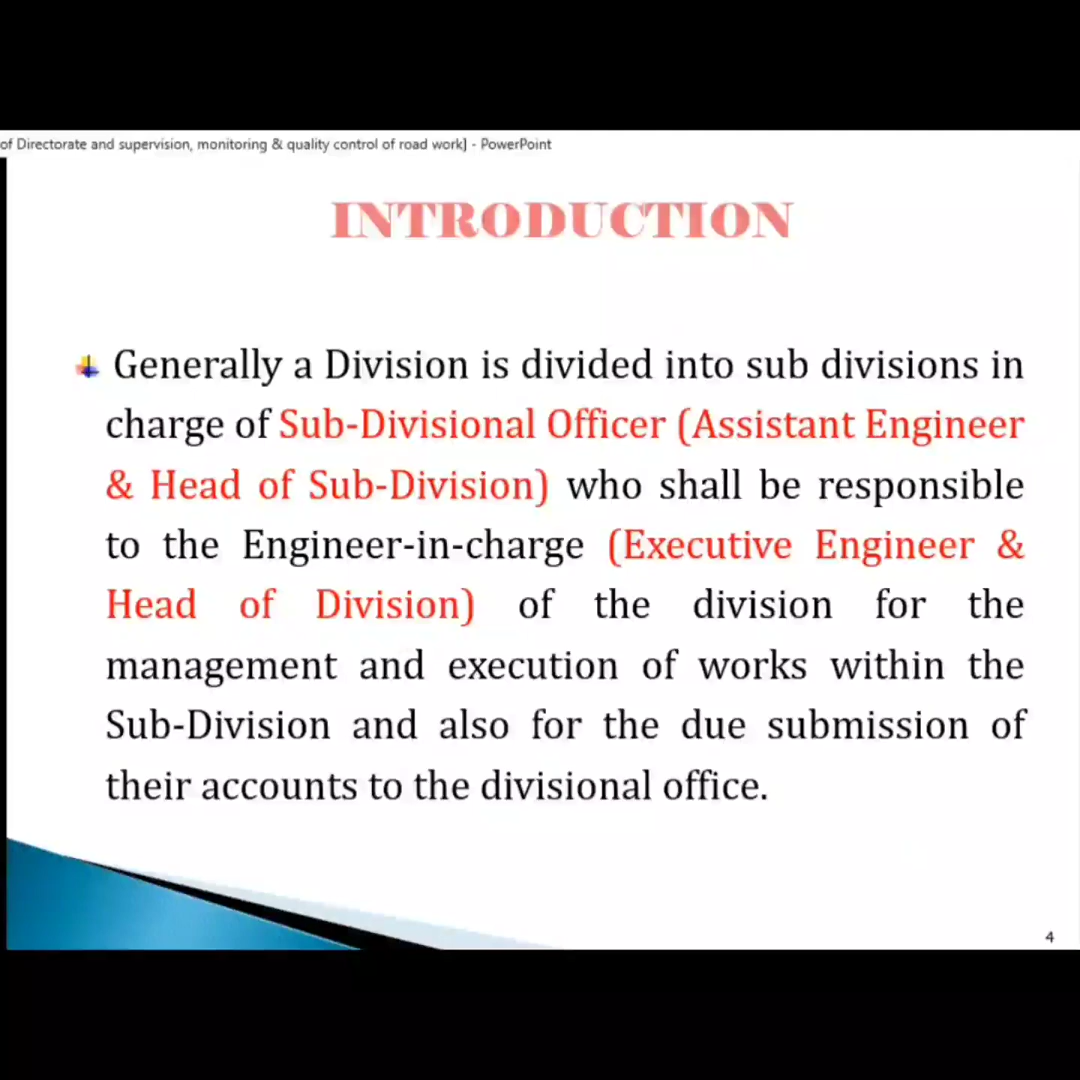 of Directorate and supervision, monitoring & quality control of road work] - PowerPoint
INTRODUCTION
Generally a Division is divided into sub divisions in
charge of Sub-Divisional Officer (Assistant Engineer
& Head of Sub-Division) who shall be responsible
to the Engineer-in-charge (Executive Engineer &
Head of Division) of the division for the
management and execution of works within the
Sub-Division and also for the due submission of
their accounts to the divisional office.
4